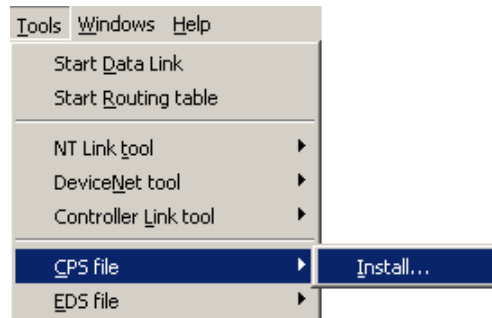 Tools Windows Help
Start Data Link
Start Routing table
NT Link tool
DeviceNet tool
Controller Link tool
CPS file Install...
EDS file